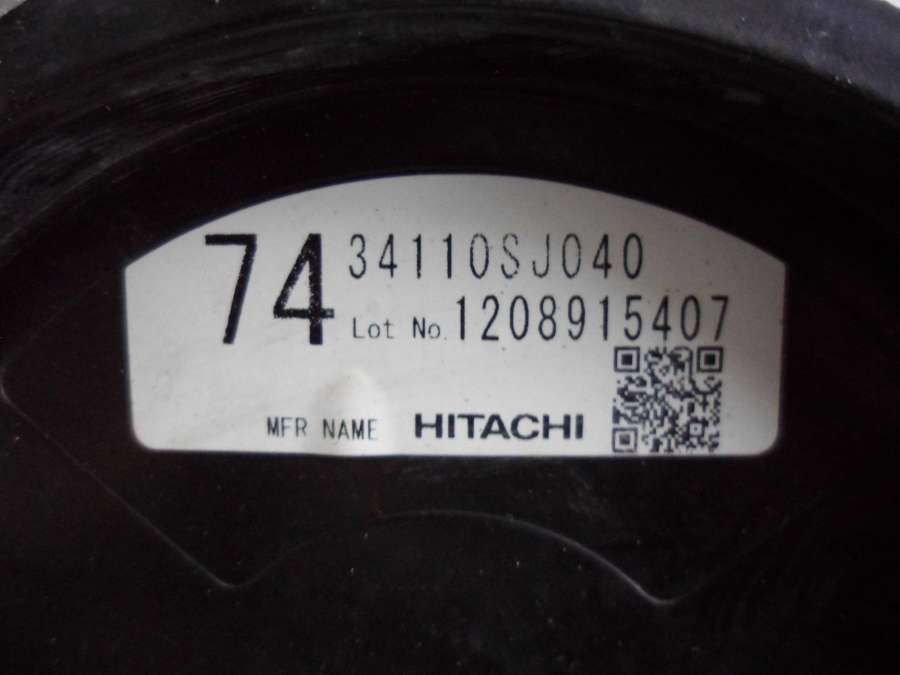 74 34110SJ040
Lot No. 1208915407
MFR NAME HITACHI